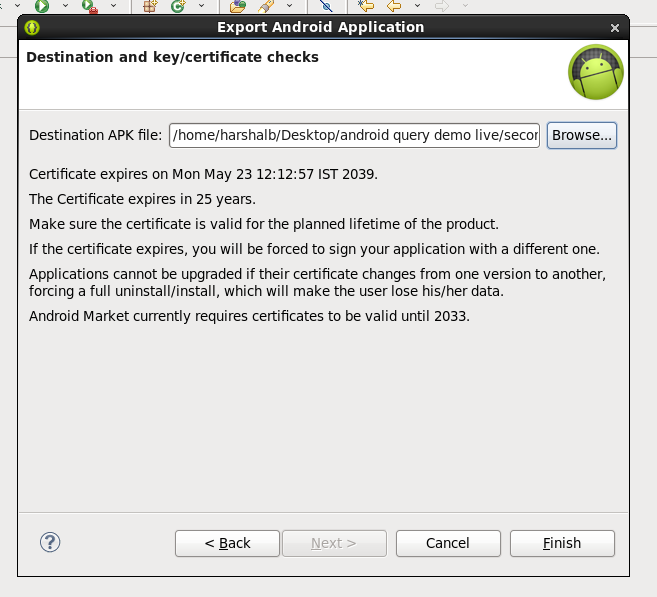 Export Android Application
Destination and key/certificate checks
Destination APK file: /home/harshalb/Desktop/android query demo live/secor Browse...
Certificate expires on Mon May 23 12:12:57 IST 2039.
The Certificate expires in 25 years.
Make sure the certificate is valid for the planned lifetime of the product.
If the certificate expires, you will be forced to sign your application with a different one.
Applications cannot be upgraded if their certificate changes from one version to another,
forcing a full uninstall/install, which will make the user lose his/her data.
Android Market currently requires certificates to be valid until 2033.
< Back Next > Cancel Finish